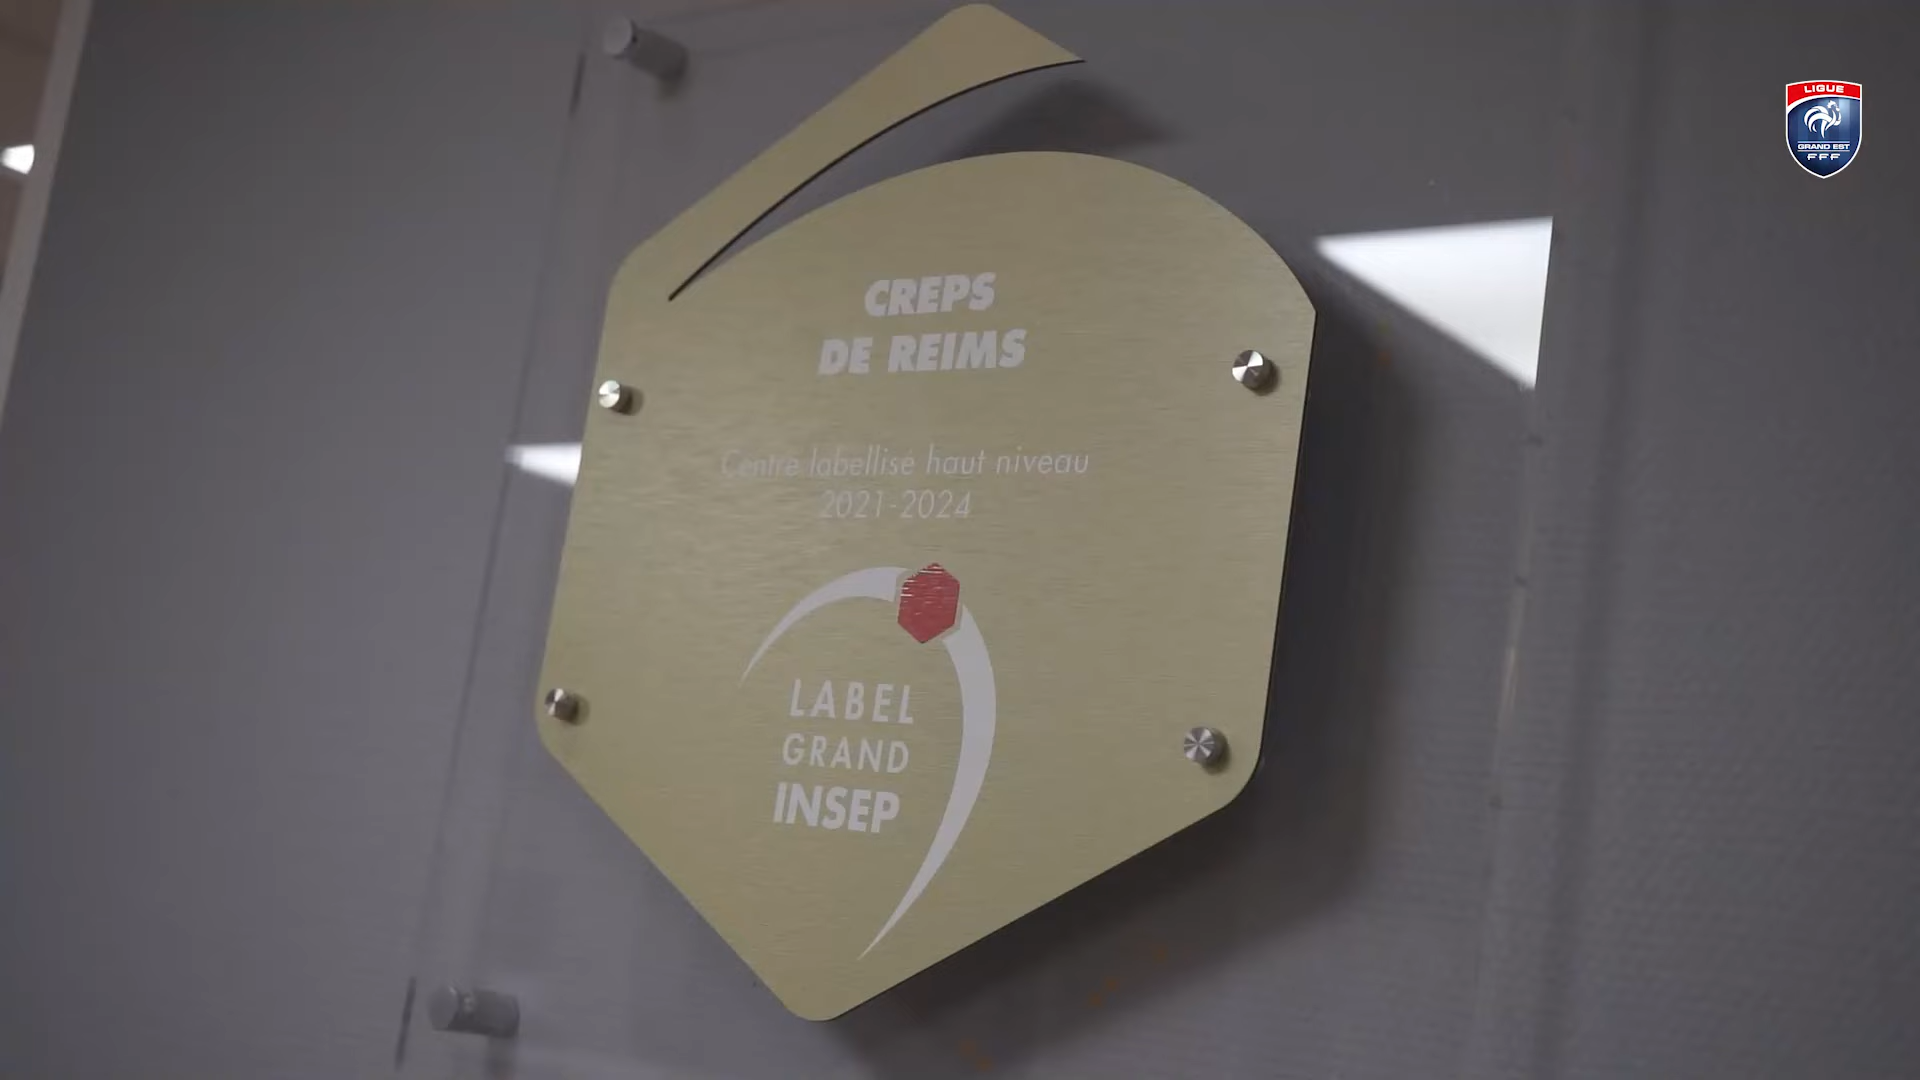 CREPS
DE REIMS
Centre labellisé haut niveau
2021-2024
LABEL
GRAND
INSEP
LIGUE
GRAND EST
FFF